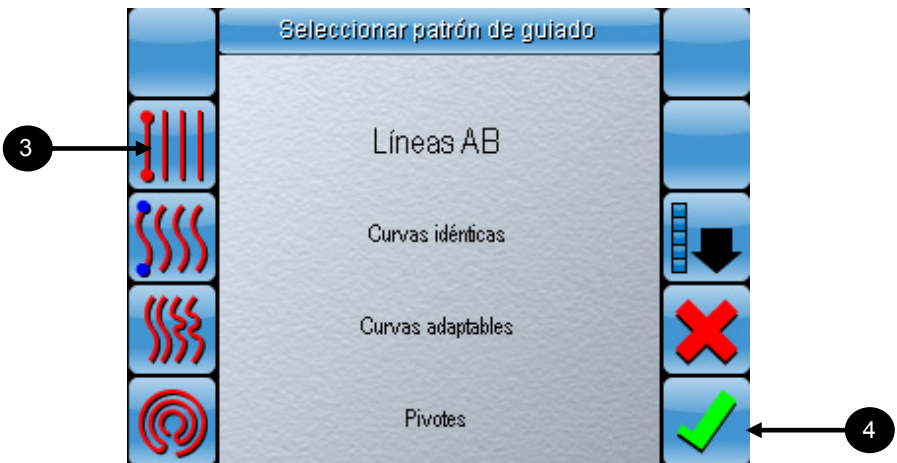 Seleccionar patrón de guiado
3
Líneas AB
Curvas idénticas
Curvas adaptables
Pivotes
4